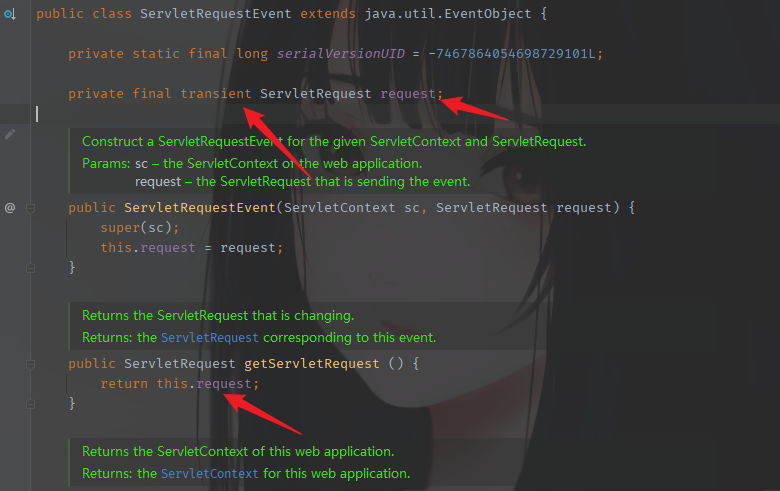 public class ServletRequestEvent extends java.util.EventObject {
private static final long serialVersionUID = -7467864054698729101L;
private final transient ServletRequest request;
Construct a ServletRequestEvent for the given ServletContext and ServletRequest.
Params: sc – the ServletContext of the web application.
request – the ServletRequest that is sending the event.
@ public ServletRequestEvent(ServletContext sc, ServletRequest request) {
super(sc);
this.request = request;
}
Returns the ServletRequest that is changing.
Returns: the ServletRequest corresponding to this event.
public ServletRequest getServletRequest () {
return this.request;
}
Returns the ServletContext of this web application.
Returns: the ServletContext for this web application.